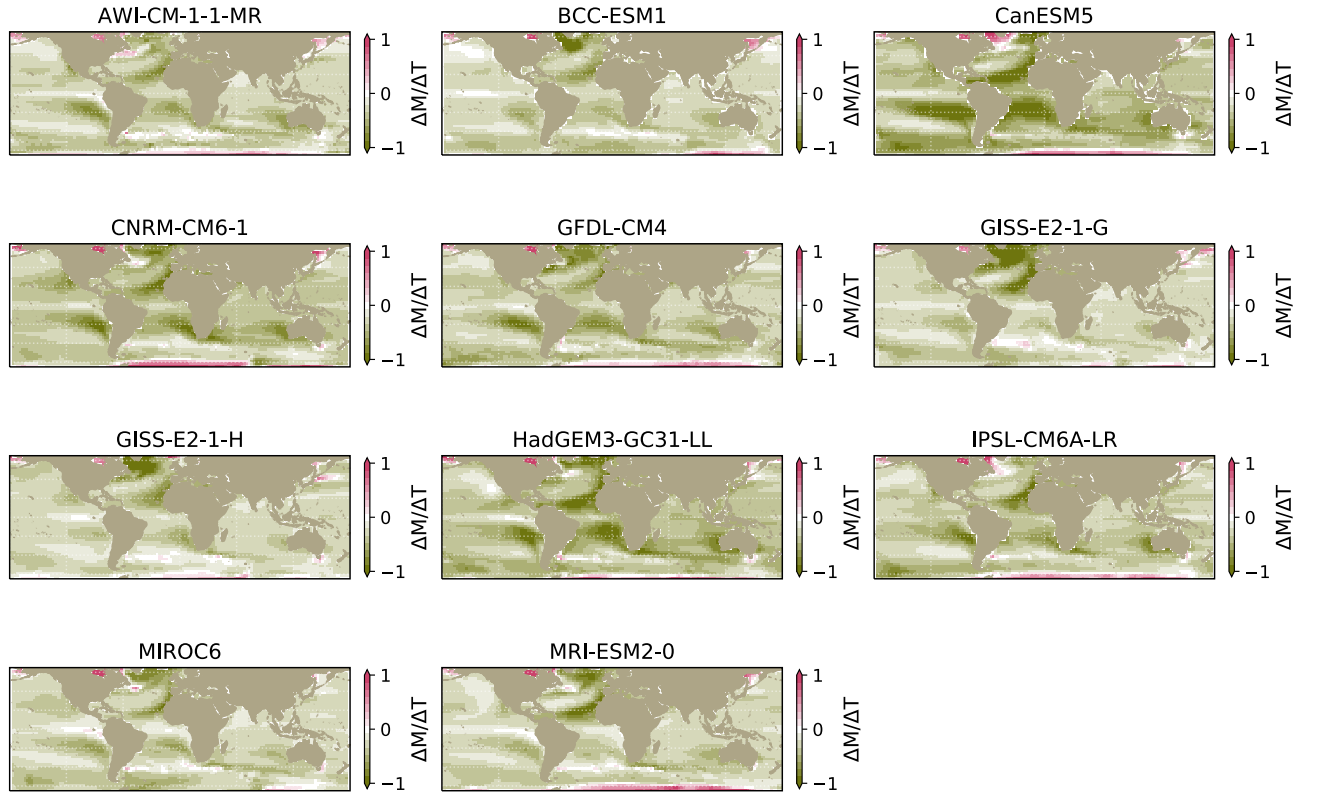 AWI-CM-1-1-MR
1
0
−1
ΔM/ΔT
BCC-ESM1
1
0
−1
ΔM/ΔT
CanESM5
1
0
−1
ΔM/ΔT
CNRM-CM6-1
1
0
−1
ΔM/ΔT
GFDL-CM4
1
0
−1
ΔM/ΔT
GISS-E2-1-G
1
0
−1
ΔM/ΔT
GISS-E2-1-H
1
0
−1
ΔM/ΔT
HadGEM3-GC31-LL
1
0
−1
ΔM/ΔT
IPSL-CM6A-LR
1
0
−1
ΔM/ΔT
MIROC6
1
0
−1
ΔM/ΔT
MRI-ESM2-0
1
0
−1
ΔM/ΔT